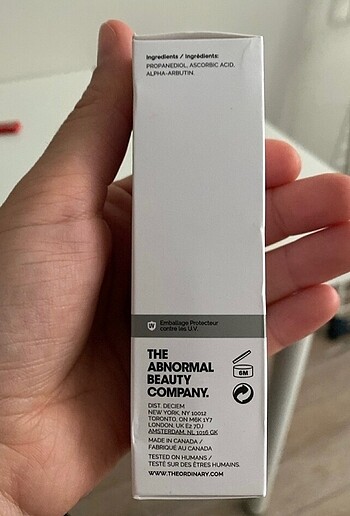 Ingredients / Ingrédients:
PROPANEDIOL, ASCORBIC ACID,
ALPHA-ARBUTIN.
UV
Emballage Protecteur
contre les U.V.
THE
ABNORMAL
BEAUTY
COMPANY.
6M
DIST. DECIEM
NEW YORK, NY 10012
TORONTO, ON M6K 1Y7
LONDON, UK E2 7DJ
AMSTERDAM, NL 1016 GK
MADE IN CANADA /
FABRIQUÉ AU CANADA
TESTED ON HUMANS /
TESTÉ SUR DES ÊTRES HUMAINS.
WWW.THEORDINARY.COM